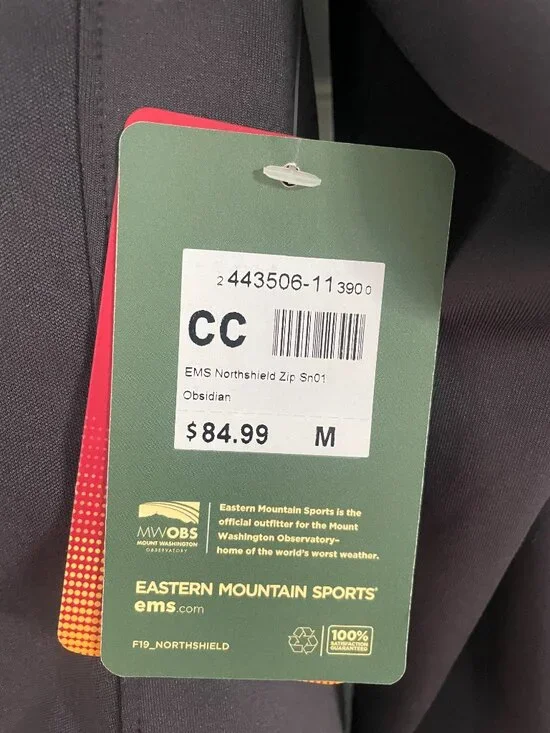 2 443506-11 390 0
CC
EMS Northshield Zip Sn01
Obsidian
$84.99 M
MWOBS
MOUNT WASHINGTON
OBSERVATORY
Eastern Mountain Sports is the
official outfitter for the Mount
Washington Observatory–
home of the world's worst weather.
EASTERN MOUNTAIN SPORTS®
ems.com
F19_NORTHSHIELD
100%
SATISFACTION
GUARANTEED